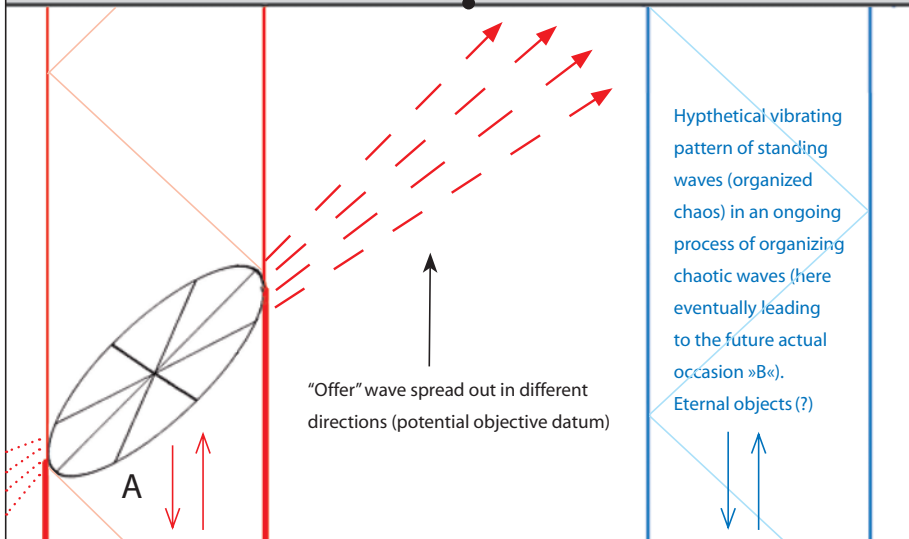 Hypthetical vibrating
pattern of standing
waves (organized
chaos) in an ongoing
process of organizing
chaotic waves (here
eventually leading
to the future actual
occasion »B«).
Eternal objects (?)
“Offer” wave spread out in different
directions (potential objective datum)
A